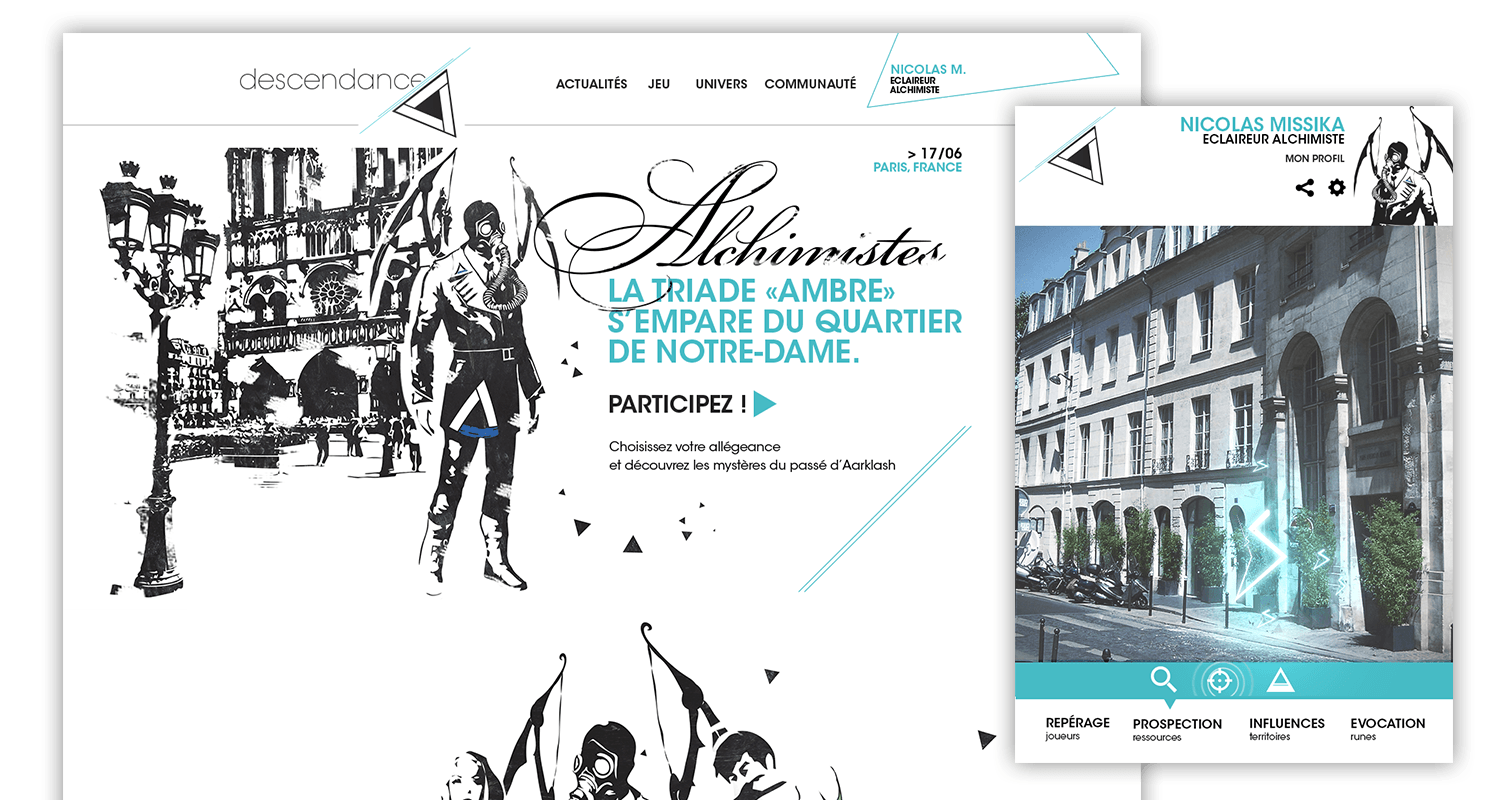 descendance
ACTUALITÉS JEU UNIVERS COMMUNAUTÉ
NICOLAS M.
ECLAIREUR
ALCHIMISTE
> 17/06
PARIS, FRANCE
Alchimistes
LA TRIADE «AMBRE»
S'EMPARE DU QUARTIER
DE NOTRE-DAME.
PARTICIPEZ !
Choisissez votre allégeance
et découvrez les mystères du passé d'Aarklash
NICOLAS MISSIKA
ECLAIREUR ALCHIMISTE
MON PROFIL
REPÉRAGE
joueurs
PROSPECTION
ressources
INFLUENCES
territoires
EVOCATION
runes